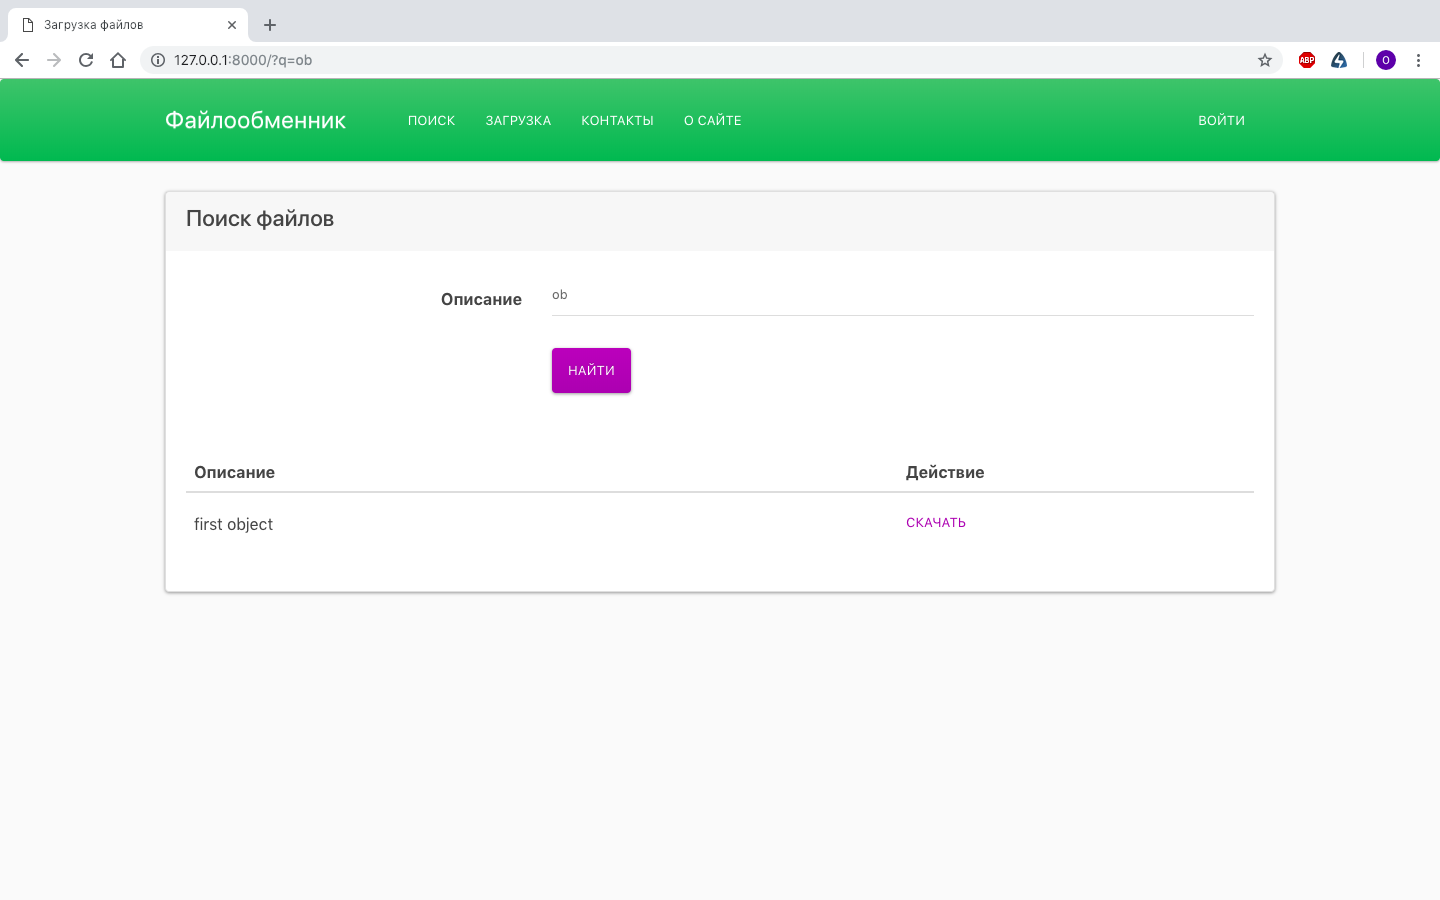 Загрузка файлов
127.0.0.1:8000/?q=ob
ABP
O
Файлообменник ПОИСК ЗАГРУЗКА КОНТАКТЫ О САЙТЕ ВОЙТИ
Поиск файлов
Описание ob
НАЙТИ
Описание Действие
first object СКАЧАТЬ